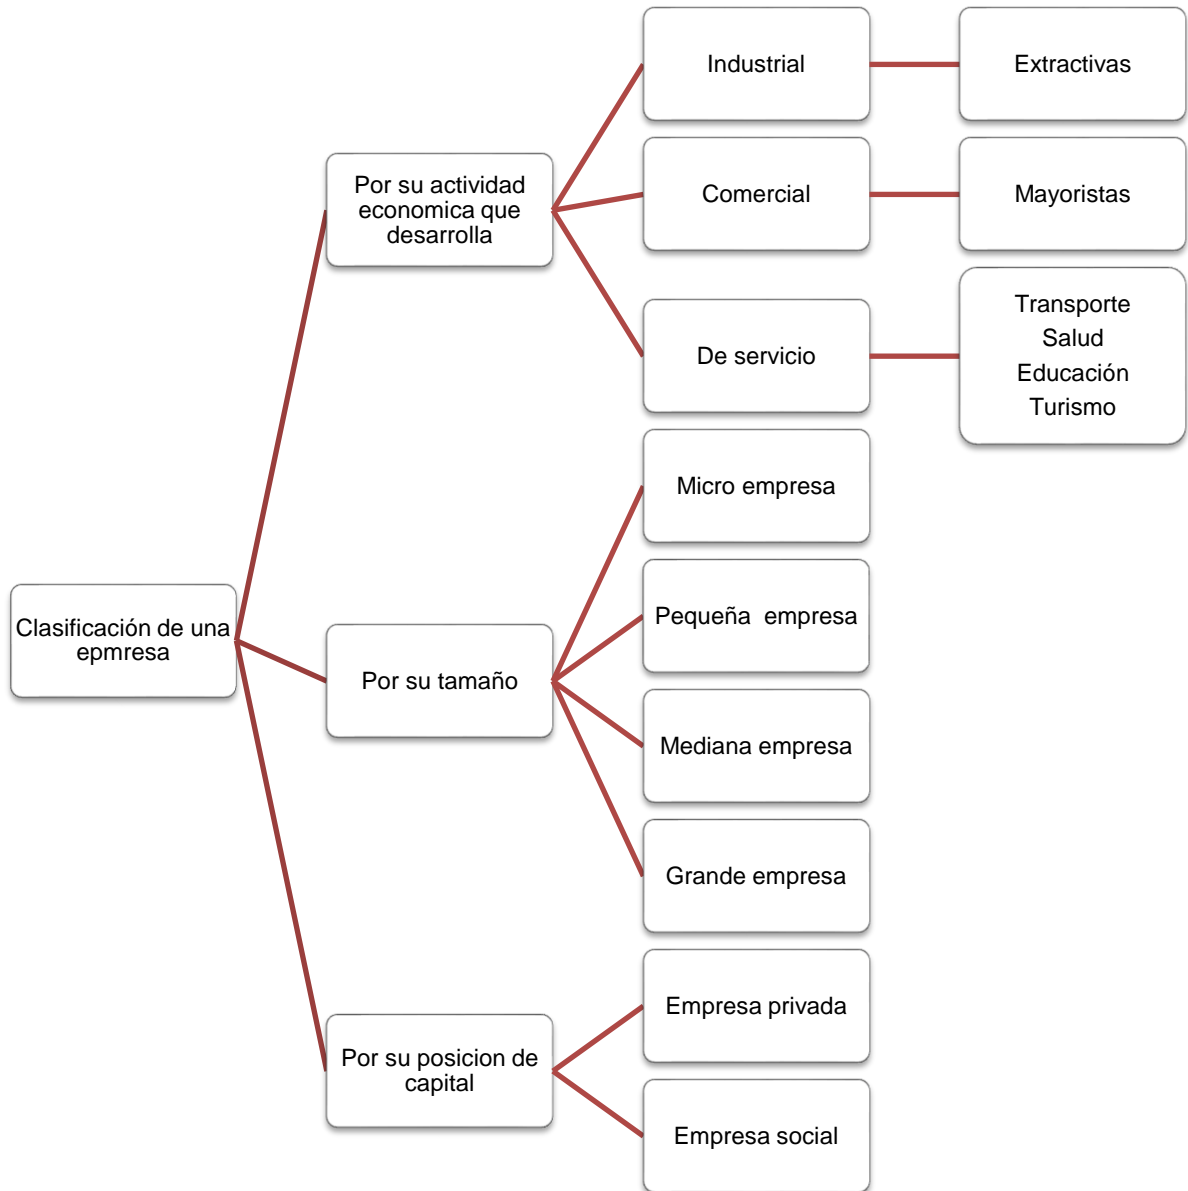 Clasificación de una
epmresa
Por su actividad
economica que
desarrolla
Industrial
Extractivas
Comercial
Mayoristas
De servicio
Transporte
Salud
Educación
Turismo
Por su tamaño
Micro empresa
Pequeña  empresa
Mediana empresa
Grande empresa
Por su posicion de
capital
Empresa privada
Empresa social